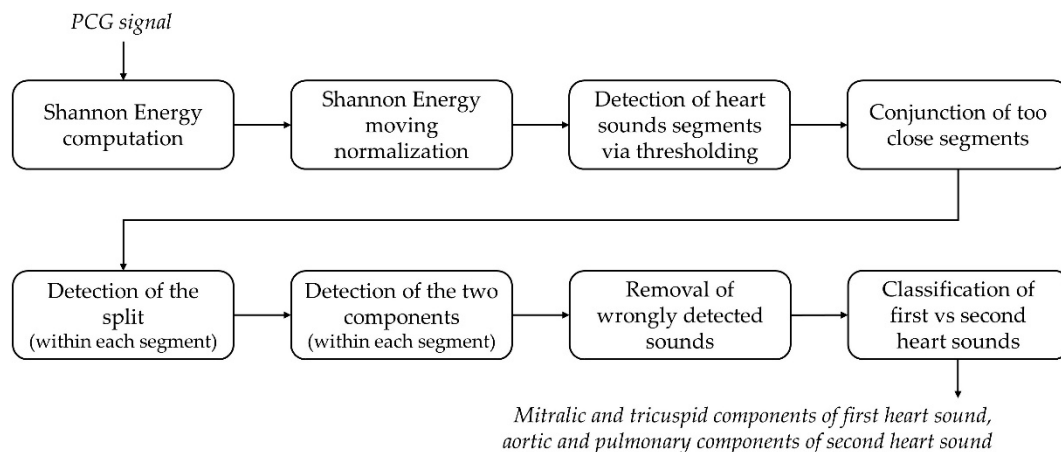 PCG signal
Shannon Energy
computation
Shannon Energy
moving
normalization
Detection of heart
sounds segments
via thresholding
Conjunction of too
close segments
Detection of the
split
(within each segment)
Detection of the two
components
(within each segment)
Removal of
wrongly detected
sounds
Classification of
first vs second
heart sounds
Mitralic and tricuspid components of first heart sound,
aortic and pulmonary components of second heart sound